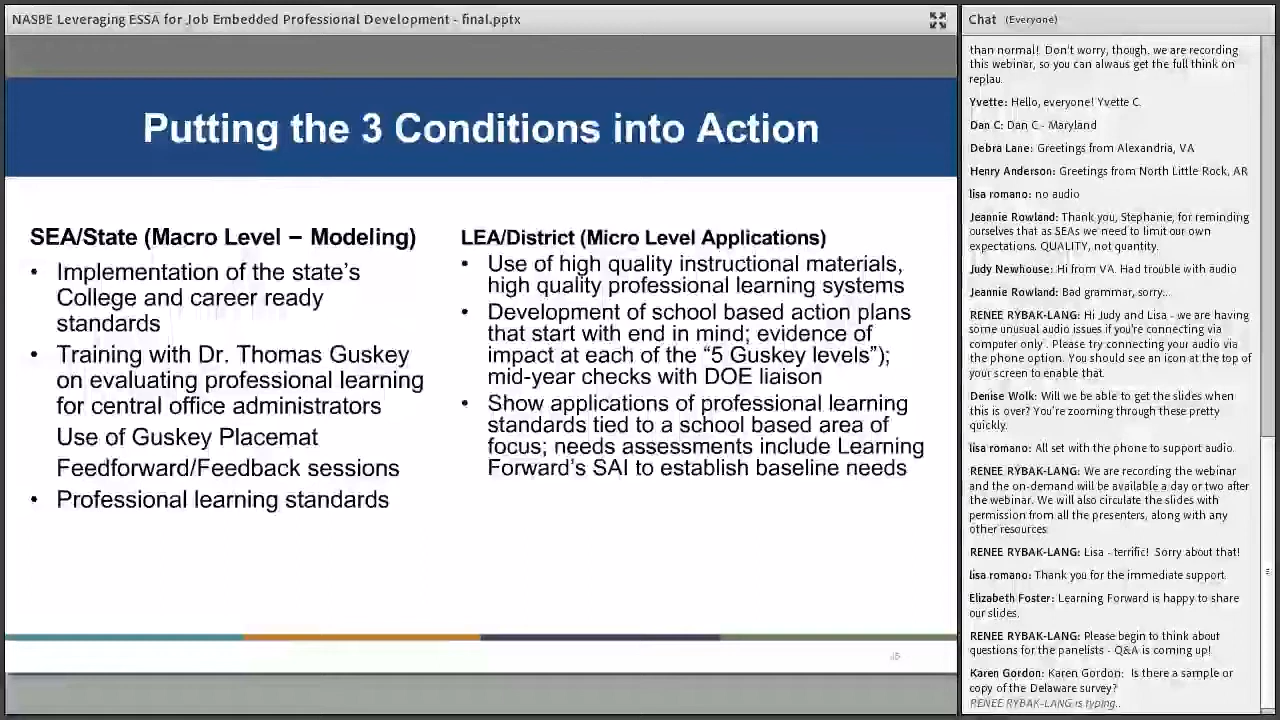 NASBE Leveraging ESSA for Job Embedded Professional Development - final.pptx
Putting the 3 Conditions into Action
SEA/State (Macro Level – Modeling)
• Implementation of the state's
College and career ready
standards
• Training with Dr. Thomas Guskey
on evaluating professional learning
for central office administrators
Use of Guskey Placemat
Feedforward/Feedback sessions
• Professional learning standards
LEA/District (Micro Level Applications)
• Use of high quality instructional materials,
high quality professional learning systems
• Development of school based action plans
that start with end in mind; evidence of
impact at each of the “5 Guskey levels”);
mid-year checks with DOE liaison
• Show applications of professional learning
standards tied to a school based area of
focus; needs assessments include Learning
Forward's SAI to establish baseline needs
45
Chat (Everyone)
than normal! Don't worry, though. we are recording
this webinar, so you can alwaus get the full think on
replau.
Yvette: Hello, everyone! Yvette C.
Dan C: Dan C - Maryland
Debra Lane: Greetings from Alexandria, VA
Henry Anderson: Greetings from North Little Rock, AR
lisa romano: no audio
Jeannie Rowland: Thank you, Stephanie, for reminding
ourselves that as SEAs we need to limit our own
expectations. QUALITY, not quantity.
Judy Newhouse: Hi from VA. Had trouble with audio
Jeannie Rowland: Bad grammar, sorry...
RENEE RYBAK-LANG: Hi Judy and Lisa - we are having
some unusual audio issues if you're connecting via
computer only. Please try connecting your audio via
the phone option. You should see an icon at the top of
your screen to enable that.
Denise Wolk: Will we be able to get the slides when
this is over? You're zooming through these pretty
quickly.
lisa romano: All set with the phone to support audio.
RENEE RYBAK-LANG: We are recording the webinar
and the on-demand will be available a day or two after
the webinar. We will also circulate the slides with
permission from all the presenters, along with any
other resources.
RENEE RYBAK-LANG: Lisa - terrific! Sorry about that!
lisa romano: Thank you for the immediate support.
Elizabeth Foster: Learning Forward is happy to share
our slides.
RENEE RYBAK-LANG: Please begin to think about
questions for the panelists - Q&A is coming up!
Karen Gordon: Karen Gordon: Is there a sample or
copy of the Delaware survey?
RENEE RYBAK-LANG is typing..